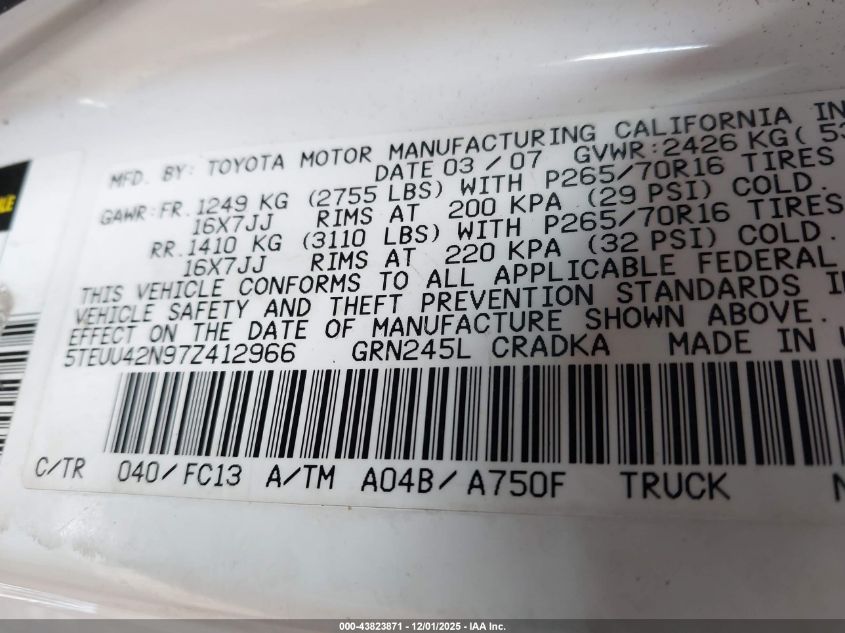 MFD. BY: TOYOTA MOTOR MANUFACTURING CALIFORNIA IN
DATE 03 / 07 GVWR:2426 KG( 53
GAWR:FR. 1249 KG (2755 LBS) WITH P265/70R16 TIRES
16X7JJ RIMS AT 200 KPA (29 PSI) COLD.
RR. 1410 KG (3110 LBS) WITH P265/70R16 TIRES
16X7JJ RIMS AT 220 KPA (32 PSI) COLD.
THIS VEHICLE CONFORMS TO ALL APPLICABLE FEDERAL
VEHICLE SAFETY AND THEFT PREVENTION STANDARDS I
EFFECT ON THE DATE OF MANUFACTURE SHOWN ABOVE.
5TEUU42N97Z412966 GRN245L CRADKA MADE IN U
C/TR 040/FC13 A/TM A04B/A750F TRUCK
000-43823871 - 12/01/2025 - IAA Inc.